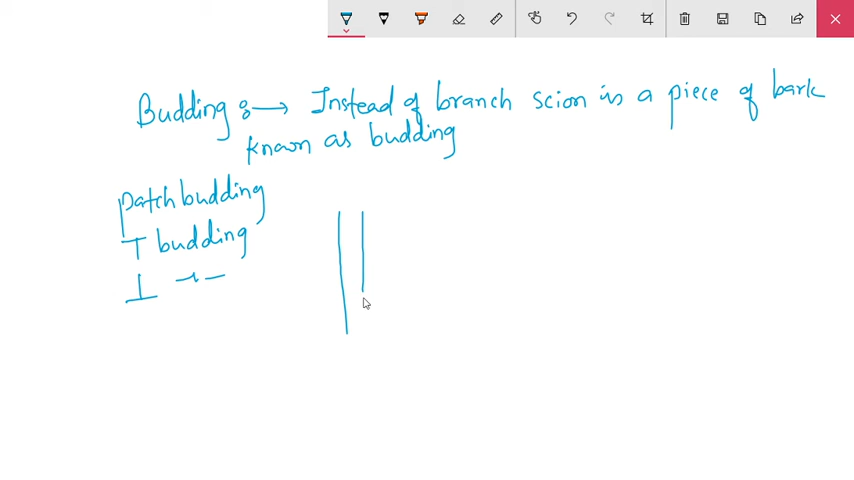 Budding :→ Instead of branch scion is a piece of bark
known as budding
Patch budding
T budding
⊥ -"-